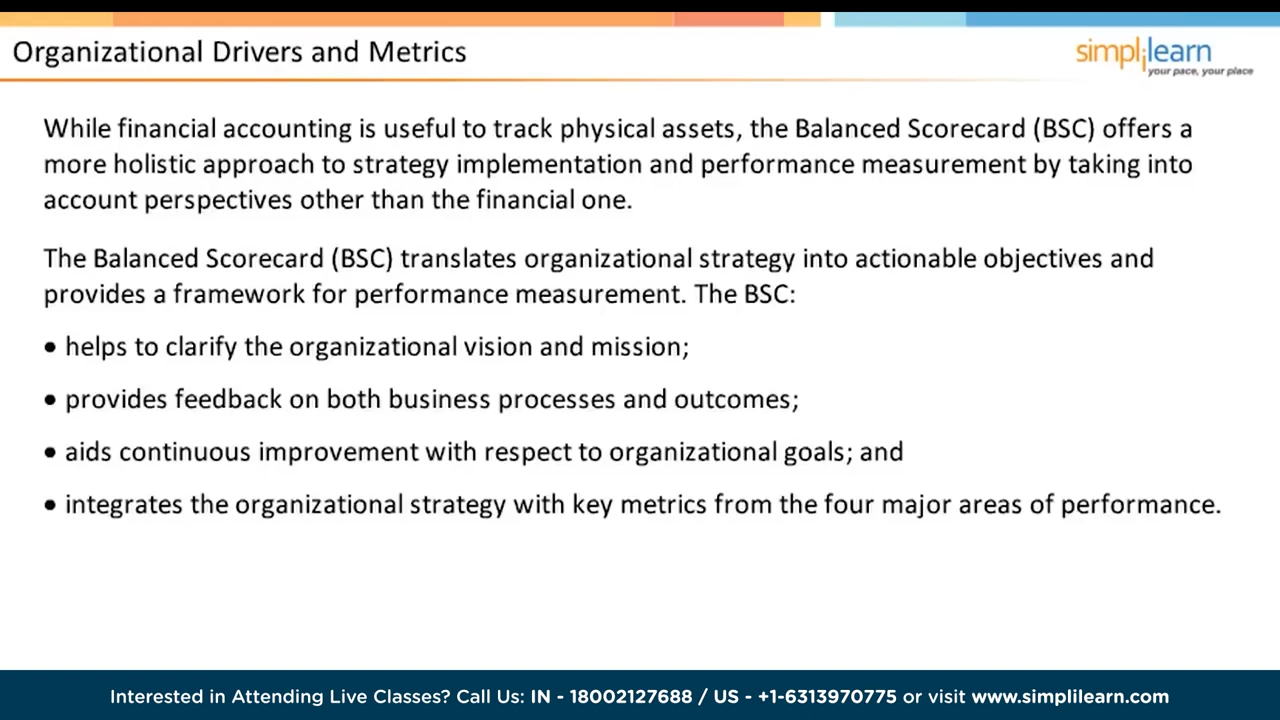 Organizational Drivers and Metrics
simplilearn
your pace, your place
While financial accounting is useful to track physical assets, the Balanced Scorecard (BSC) offers a
more holistic approach to strategy implementation and performance measurement by taking into
account perspectives other than the financial one.
The Balanced Scorecard (BSC) translates organizational strategy into actionable objectives and
provides a framework for performance measurement. The BSC:
• helps to clarify the organizational vision and mission;
• provides feedback on both business processes and outcomes;
• aids continuous improvement with respect to organizational goals; and
• integrates the organizational strategy with key metrics from the four major areas of performance.
Interested in Attending Live Classes? Call Us: IN - 18002127688 / US - +1-6313970775 or visit www.simplilearn.com